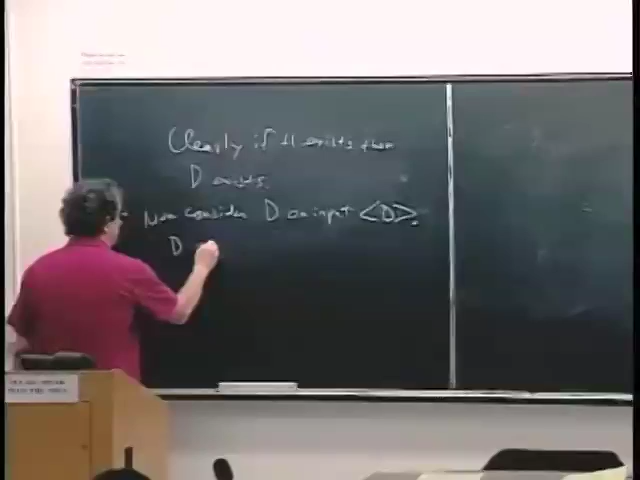 Clearly if H exists then
D exists.
Now consider D on input <D>.
D